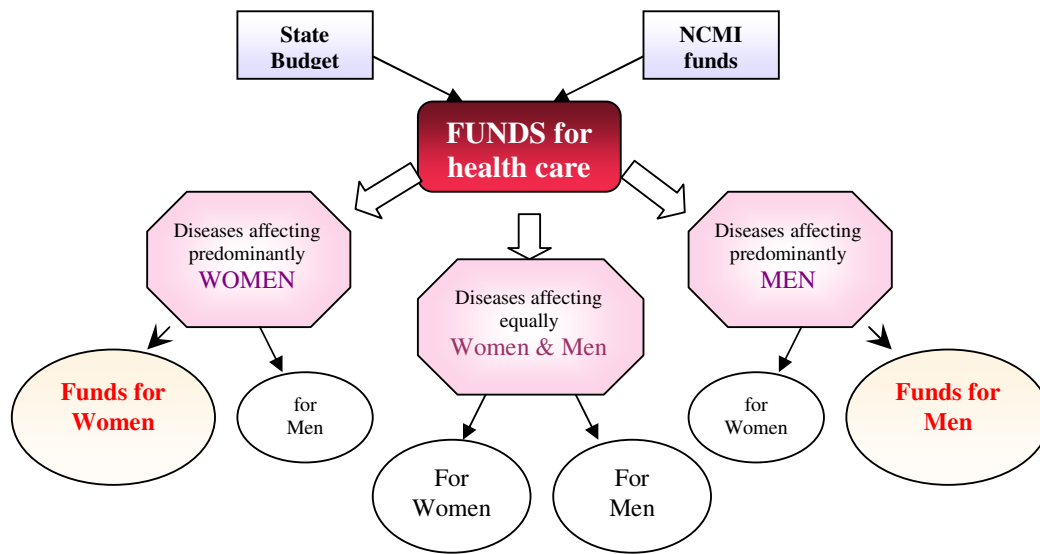 State
Budget
NCMI
funds
FUNDS for
health care
Diseases affecting
predominantly
WOMEN
Diseases affecting
equally
Women & Men
Diseases affecting
predominantly
MEN
Funds for
Women
for
Men
For
Women
For
Men
for
Women
Funds for
Men